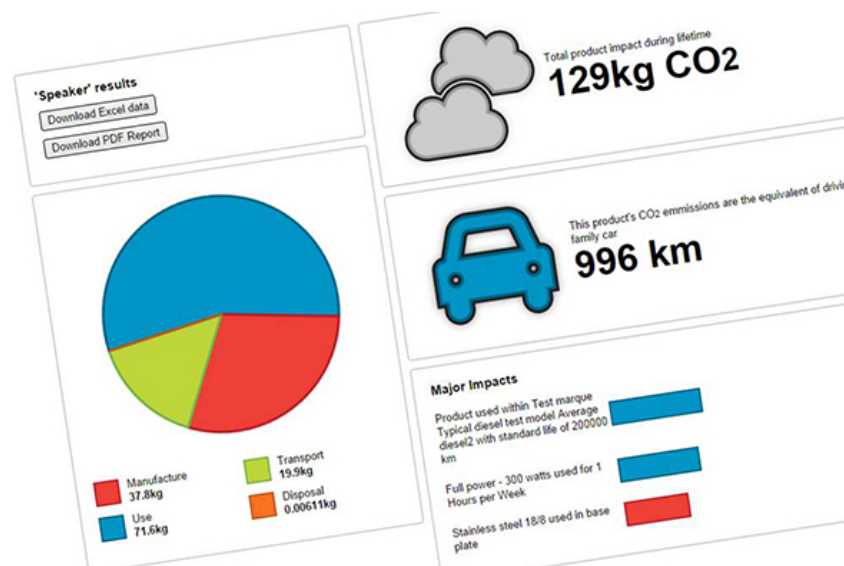 'Speaker' results
Download Excel data
Download PDF Report
Total product impact during lifetime
129kg CO2
This product's CO2 emmissions are the equivalent of
family car
996 km
Manufacture
37.8kg
Transport
19.9kg
Use
71.6kg
Disposal
0.00611kg
Major Impacts
Product used within Test marque
Typical diesel test model Average
diesel2 with standard life of 200000
km
Full power - 300 watts used for 1
Hours per Week
Stainless steel 18/8 used in base
plate